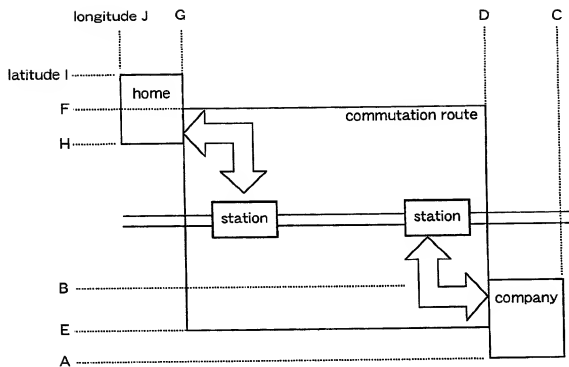 longitude J G D C
latitude I
home
F
commutation route
H
station station
B
company
E
A